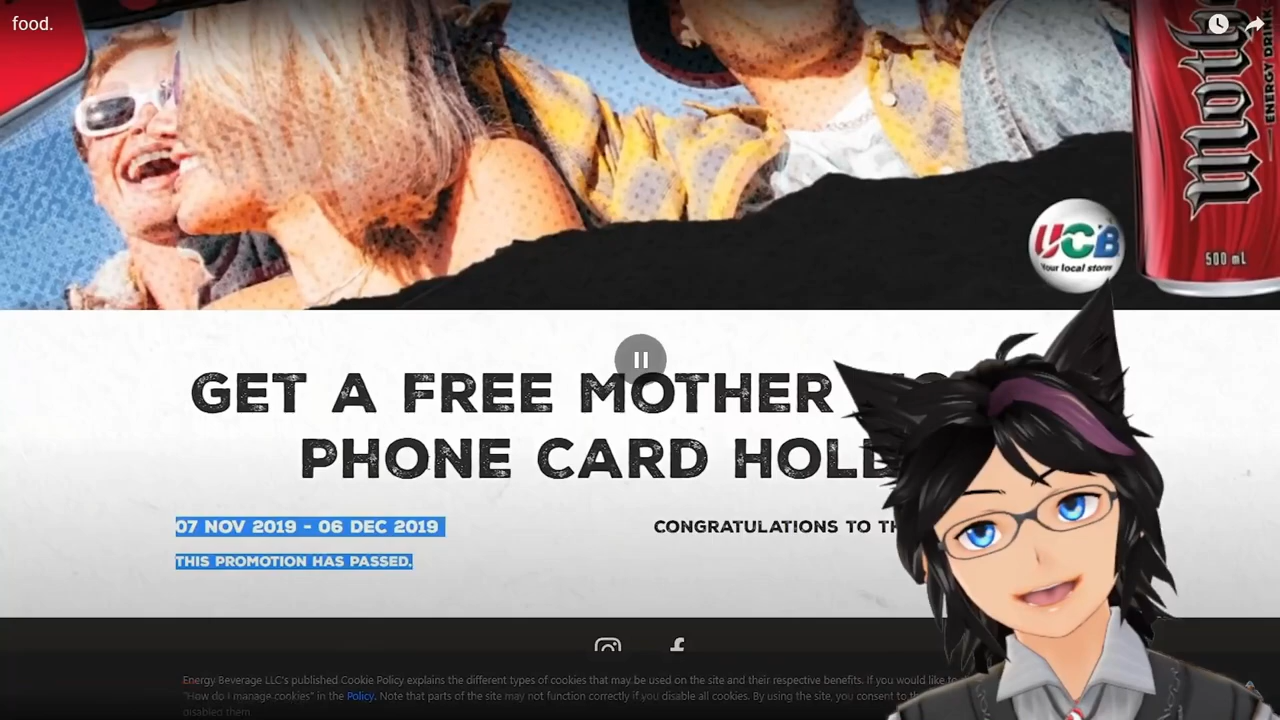 food.
Mother
ENERGY DRINK
UCB
Your local store
500 mL
GET A FREE MOTHER
PHONE CARD HOLD
07 NOV 2019 - 06 DEC 2019
CONGRATULATIONS TO TH
THIS PROMOTION HAS PASSED.
Energy Beverage LLC's published Cookie Policy explains the different types of cookies that may be used on the site and their respective benefits. If you would like to
"How do I manage cookies" in the Policy. Note that parts of the site may not function correctly if you disable all cookies. By using the site, you consent to the
disabled them.